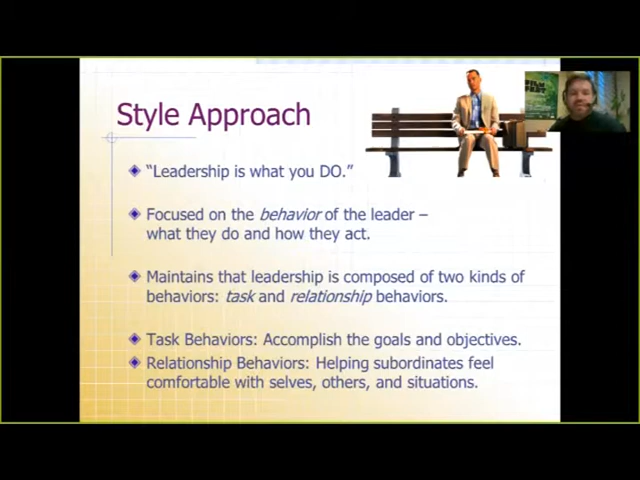 Style Approach
“Leadership is what you DO.”
Focused on the behavior of the leader –
what they do and how they act.
Maintains that leadership is composed of two kinds of
behaviors: task and relationship behaviors.
Task Behaviors: Accomplish the goals and objectives.
Relationship Behaviors: Helping subordinates feel
comfortable with selves, others, and situations.